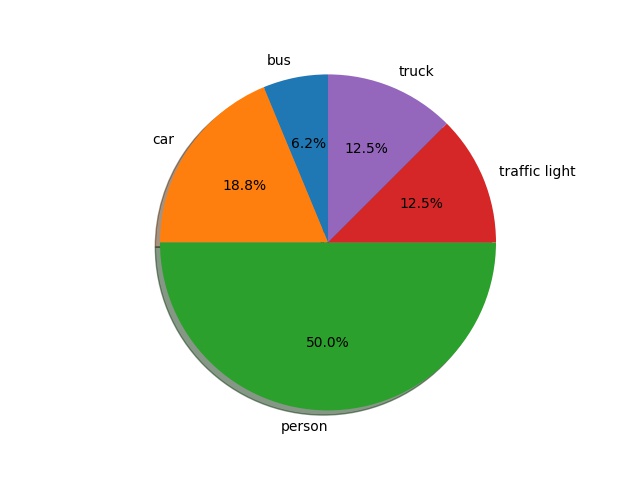 bus
truck
car
6.2%
12.5%
traffic light
18.8%
12.5%
50.0%
person